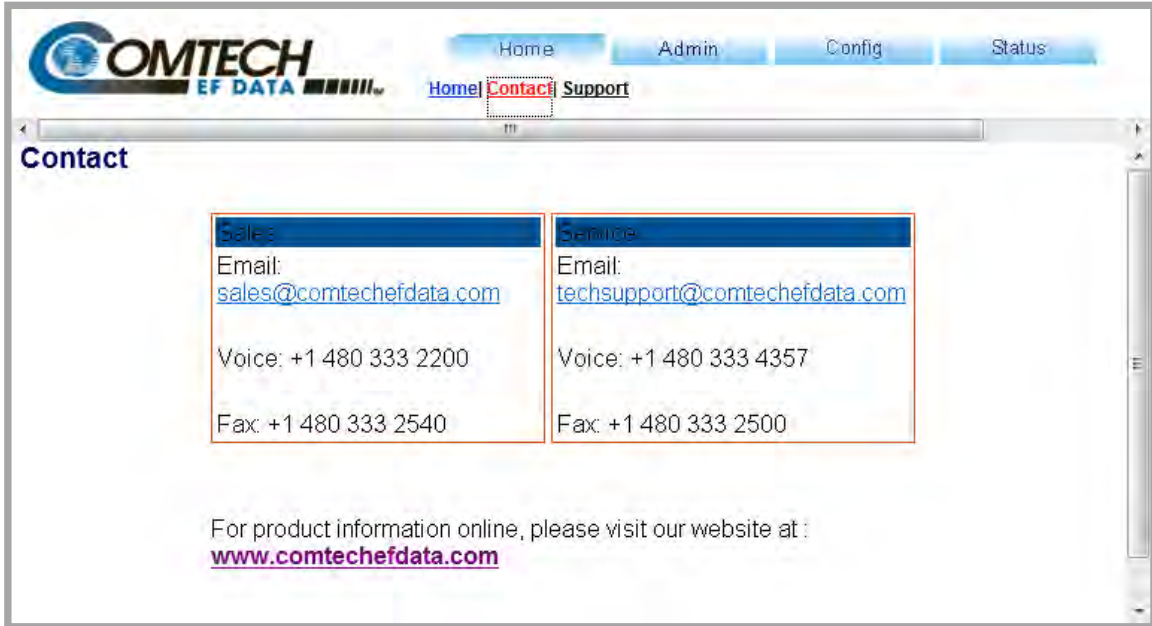 COMTECH
EF DATA
Home Admin Config Status
Home| Contact| Support
Contact
Sales
Email:
sales@comtechefdata.com
Voice: +1 480 333 2200
Fax: +1 480 333 2540
Service
Email:
techsupport@comtechefdata.com
Voice: +1 480 333 4357
Fax: +1 480 333 2500
For product information online, please visit our website at :
www.comtechefdata.com